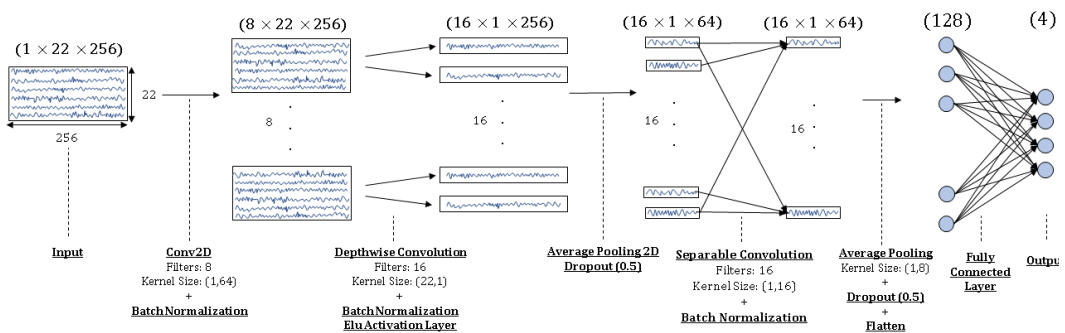 (1 × 22 × 256)
(8 × 22 × 256)
(16 × 1 × 256)
(16 × 1 × 64)
(16 × 1 × 64)
(128)
(4)
22
256
8
16
16
16
Input
Conv2D
Filters: 8
Kernel Size: (1,64)
+
Batch Normalization
Depthwise Convolution
Filters: 16
Kernel Size: (22,1)
+
Batch Normalization
Elu Activation Layer
Average Pooling 2D
Dropout (0.5)
Separable Convolution
Filters: 16
Kernel Size: (1,16)
+
Batch Normalization
Average Pooling
Kernel Size: (1,8)
+
Dropout (0.5)
+
Flatten
Fully
Connected
Layer
Outpu